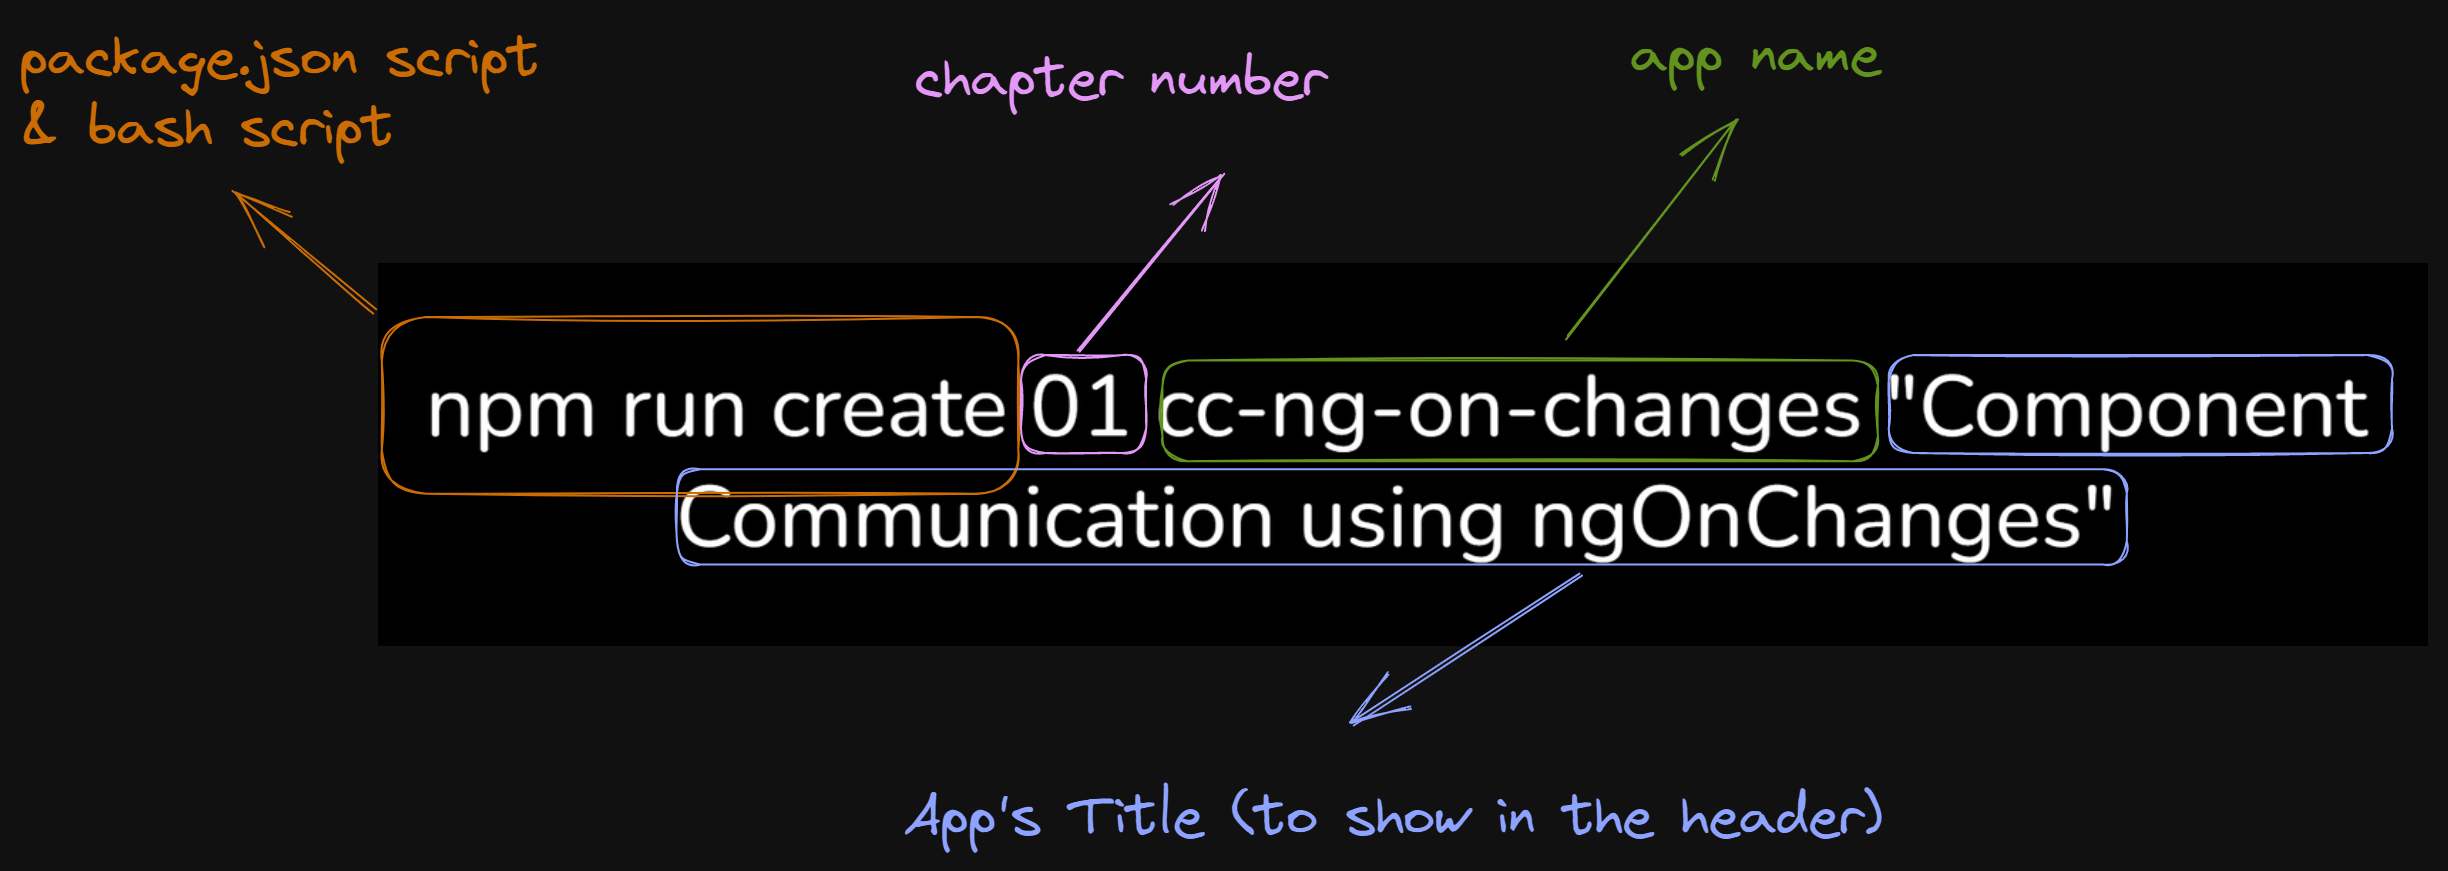 package.json script
& bash script
chapter number
app name
npm run create 01 cc-ng-on-changes "Component
Communication using ngOnChanges"
App's Title (to show in the header)